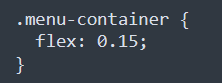 .menu-container {
  flex: 0.15;
}